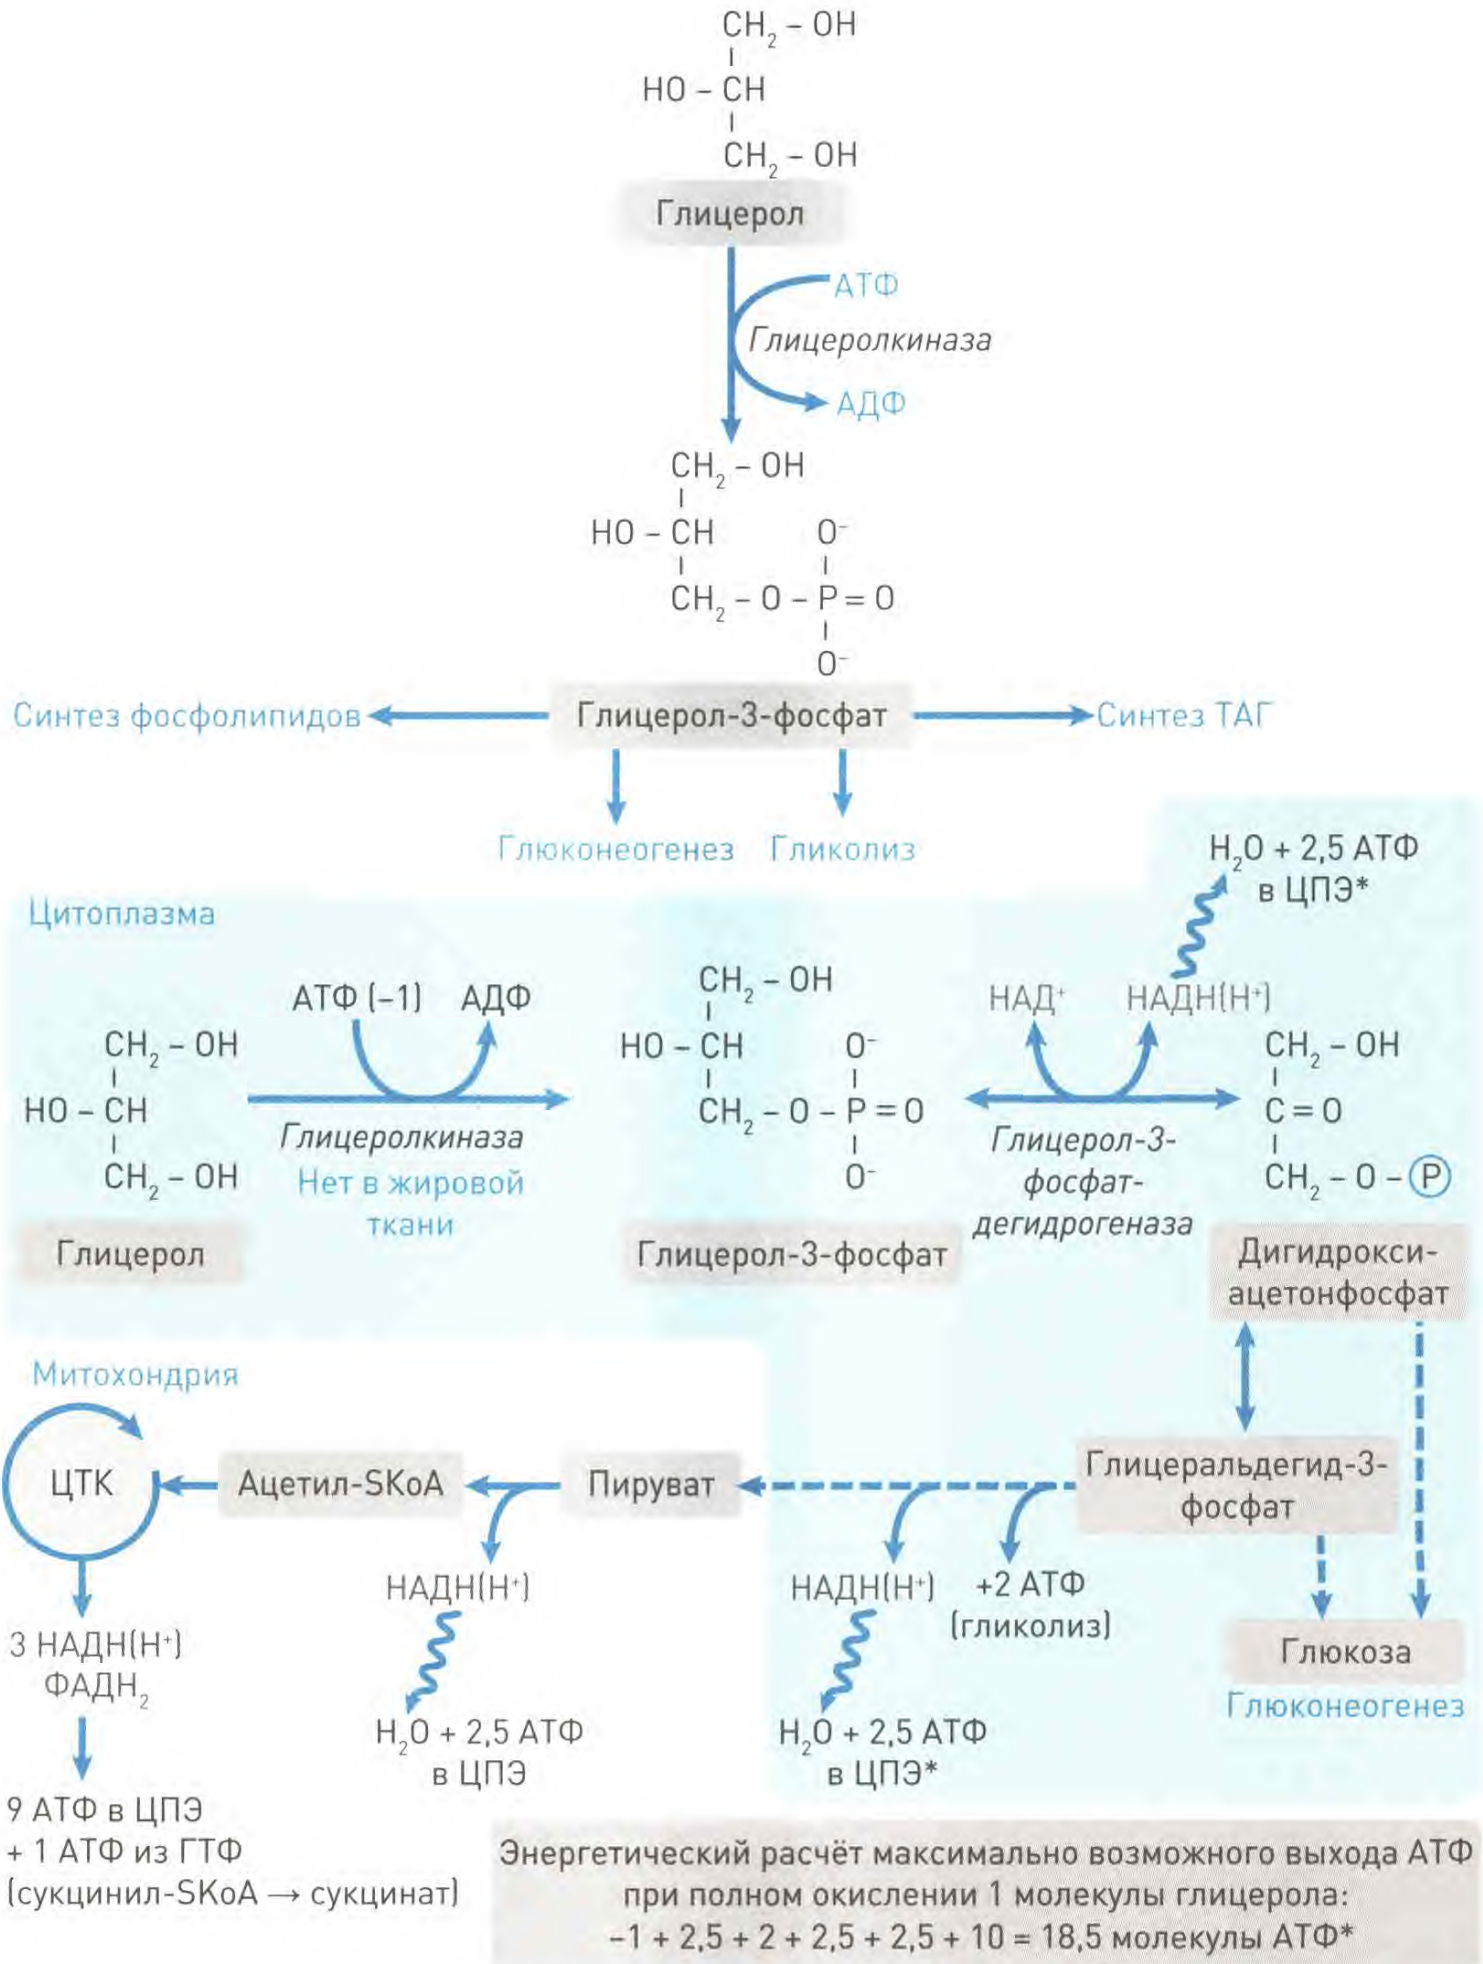 CH₂ – OH
HO – CH
CH₂ – OH
Глицерол
АТФ
Глицеролкиназа
АДФ
CH₂ – OH
HO – CH O⁻
CH₂ – O – P = O
O⁻
Синтез фосфолипидов Глицерол-3-фосфат Синтез ТАГ
Глюконеогенез Гликолиз
H₂O + 2,5 АТФ
в ЦПЭ*
Цитоплазма
АТФ (–1) АДФ
CH₂ – OH
HO – CH
CH₂ – OH
Глицеролкиназа
Нет в жировой
ткани
Глицерол
CH₂ – OH
HO – CH O⁻
CH₂ – O – P = O
O⁻
Глицерол-3-фосфат
НАД⁺ НАДН(Н⁺)
Глицерол-3-
фосфат-
дегидрогеназа
CH₂ – OH
C = O
CH₂ – O – P
Дигидрокси-
ацетонфосфат
Митохондрия
ЦТК Ацетил-SKoA Пируват
Глицеральдегид-3-
фосфат
НАДН(Н⁺) НАДН(Н⁺) +2 АТФ
(гликолиз)
3 НАДН(Н⁺)
ФАДН₂
Глюкоза
Глюконеогенез
H₂O + 2,5 АТФ
в ЦПЭ
H₂O + 2,5 АТФ
в ЦПЭ*
9 АТФ в ЦПЭ
+ 1 АТФ из ГТФ
(сукцинил-SKoA → сукцинат)
Энергетический расчёт максимально возможного выхода АТФ
при полном окислении 1 молекулы глицерола:
–1 + 2,5 + 2 + 2,5 + 2,5 + 10 = 18,5 молекулы АТФ*